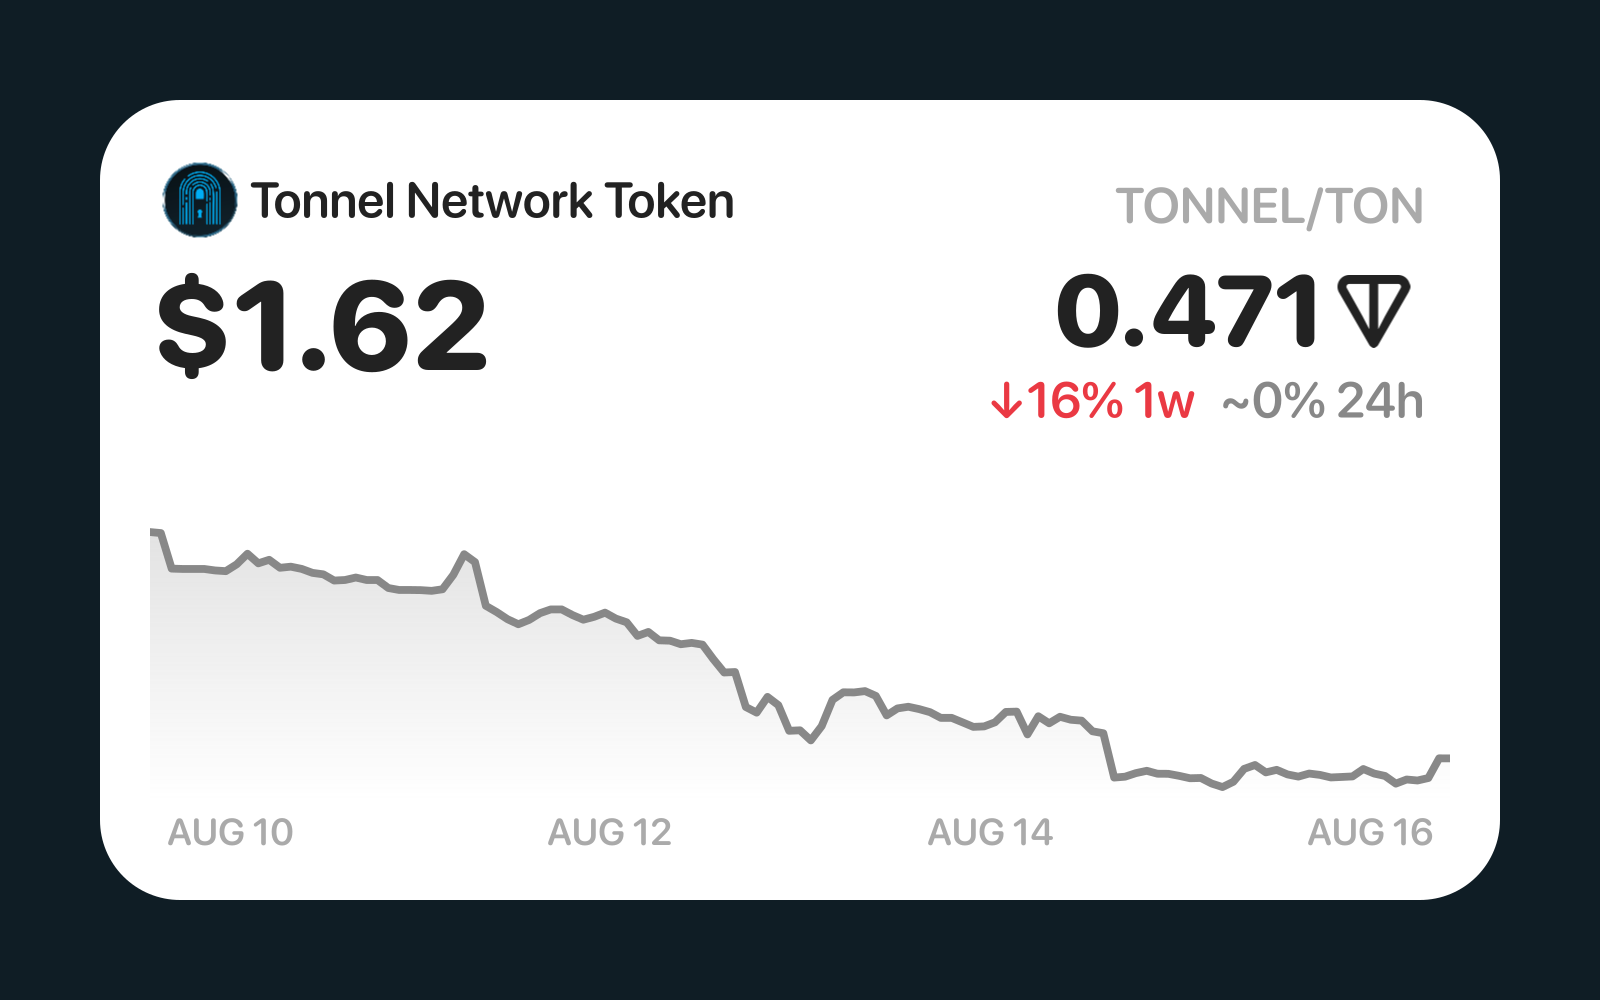 Tonnel Network Token
TONNEL/TON
$1.62
0.471
↓16% 1w ~0% 24h
AUG 10 AUG 12 AUG 14 AUG 16